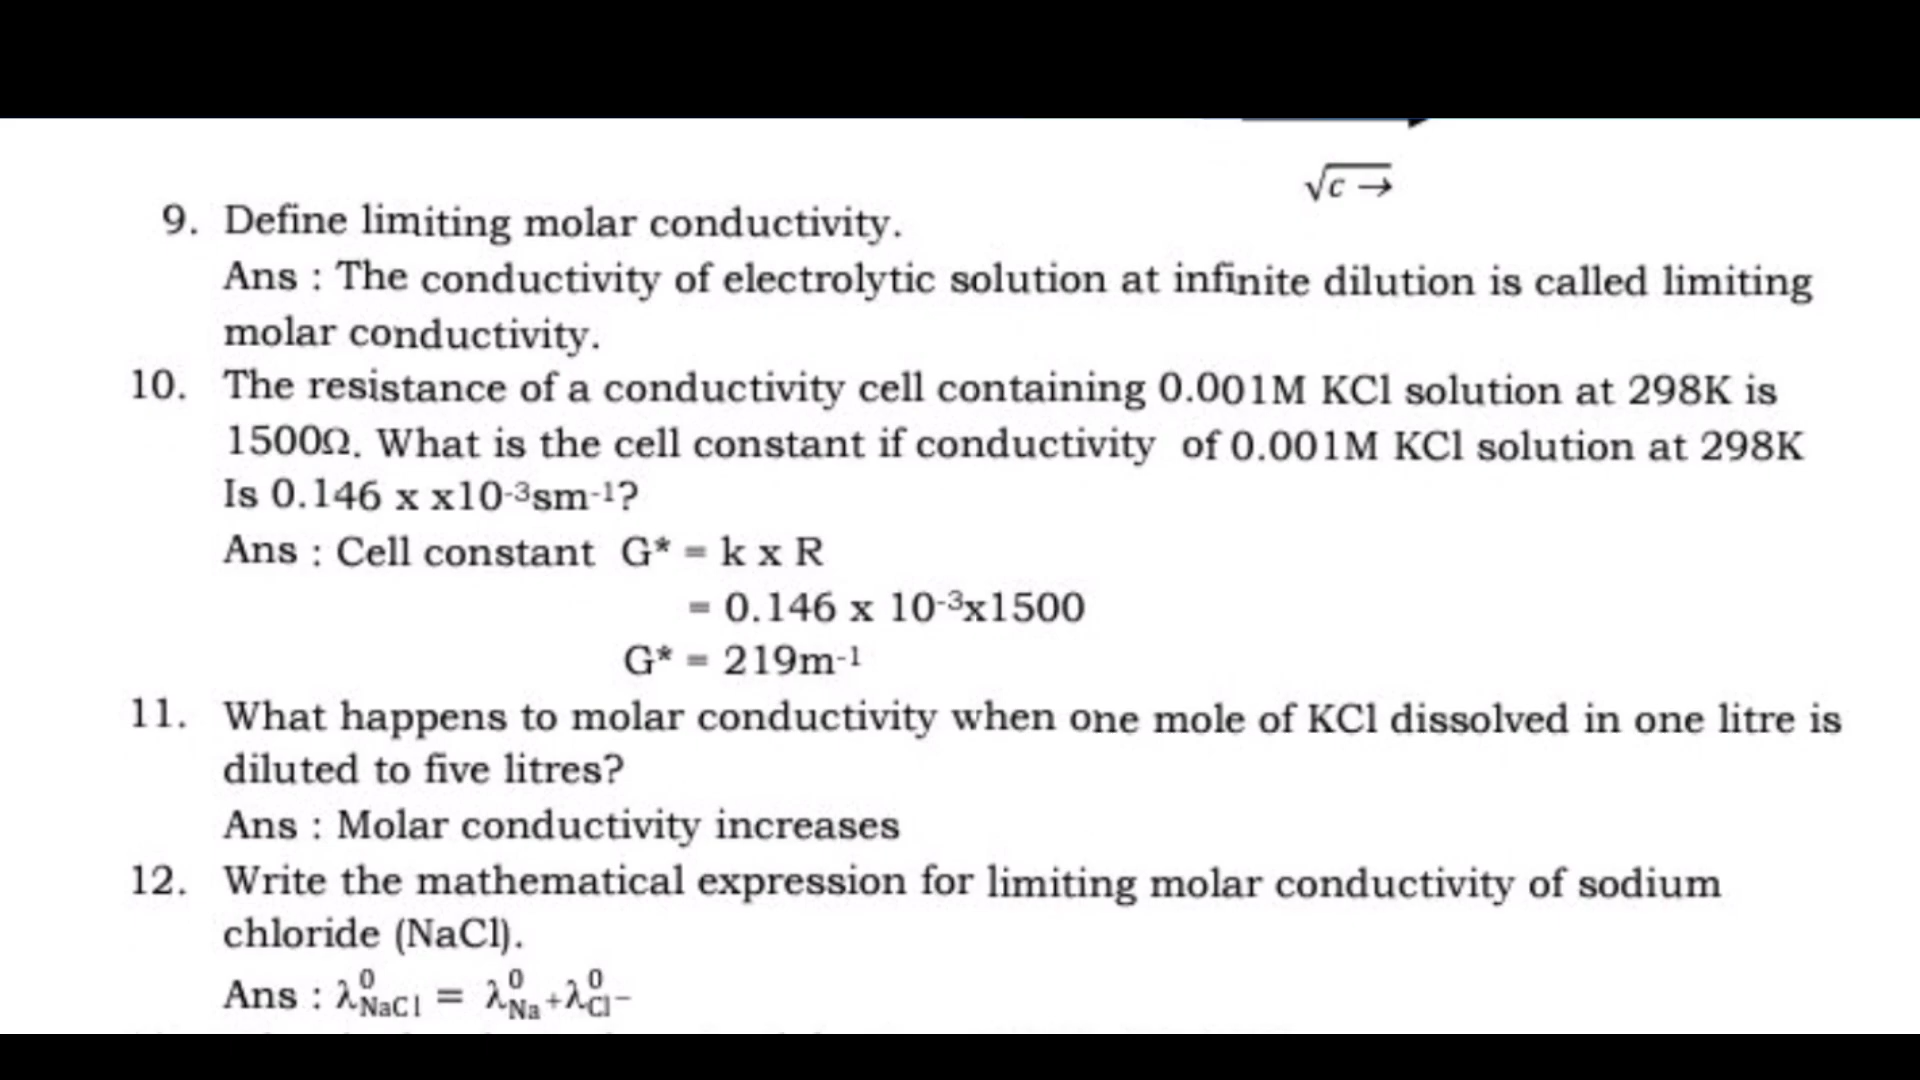 √c →
9. Define limiting molar conductivity.
Ans : The conductivity of electrolytic solution at infinite dilution is called limiting
molar conductivity.
10. The resistance of a conductivity cell containing 0.001M KCl solution at 298K is
1500Ω. What is the cell constant if conductivity of 0.001M KCl solution at 298K
Is 0.146 x x10⁻³sm⁻¹?
Ans : Cell constant G* = k x R
= 0.146 x 10⁻³x1500
G* = 219m⁻¹
11. What happens to molar conductivity when one mole of KCl dissolved in one litre is
diluted to five litres?
Ans : Molar conductivity increases
12. Write the mathematical expression for limiting molar conductivity of sodium
chloride (NaCl).
Ans : λ⁰NaCl = λ⁰Na+λ⁰Cl−